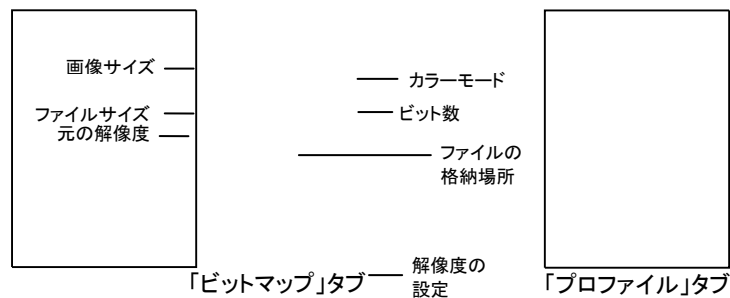 画像サイズ
ファイルサイズ
元の解像度
カラーモード
ビット数
ファイルの
格納場所
解像度の
設定
「ビットマップ」タブ
「プロファイル」タブ